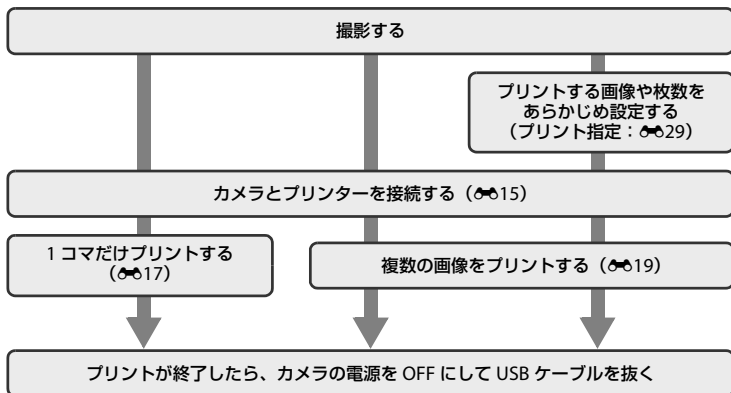 撮影する
プリントする画像や枚数を
あらかじめ設定する
（プリント指定：29）
カメラとプリンターを接続する（15）
1 コマだけプリントする
（17）
複数の画像をプリントする（19）
プリントが終了したら、カメラの電源を OFF にして USB ケーブルを抜く